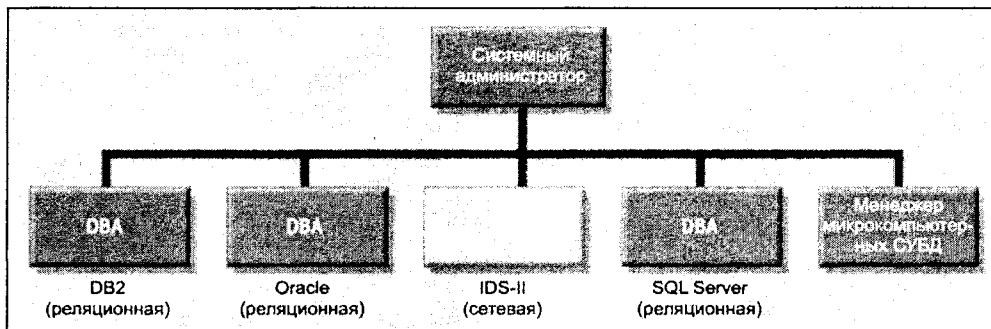 Системный
администратор
DBA
DBA
DBA
Менеджер
микрокомпьютер-
ных СУБД
DB2
(реляционная)
Oracle
(реляционная)
IDS-II
(сетевая)
SQL Server
(реляционная)